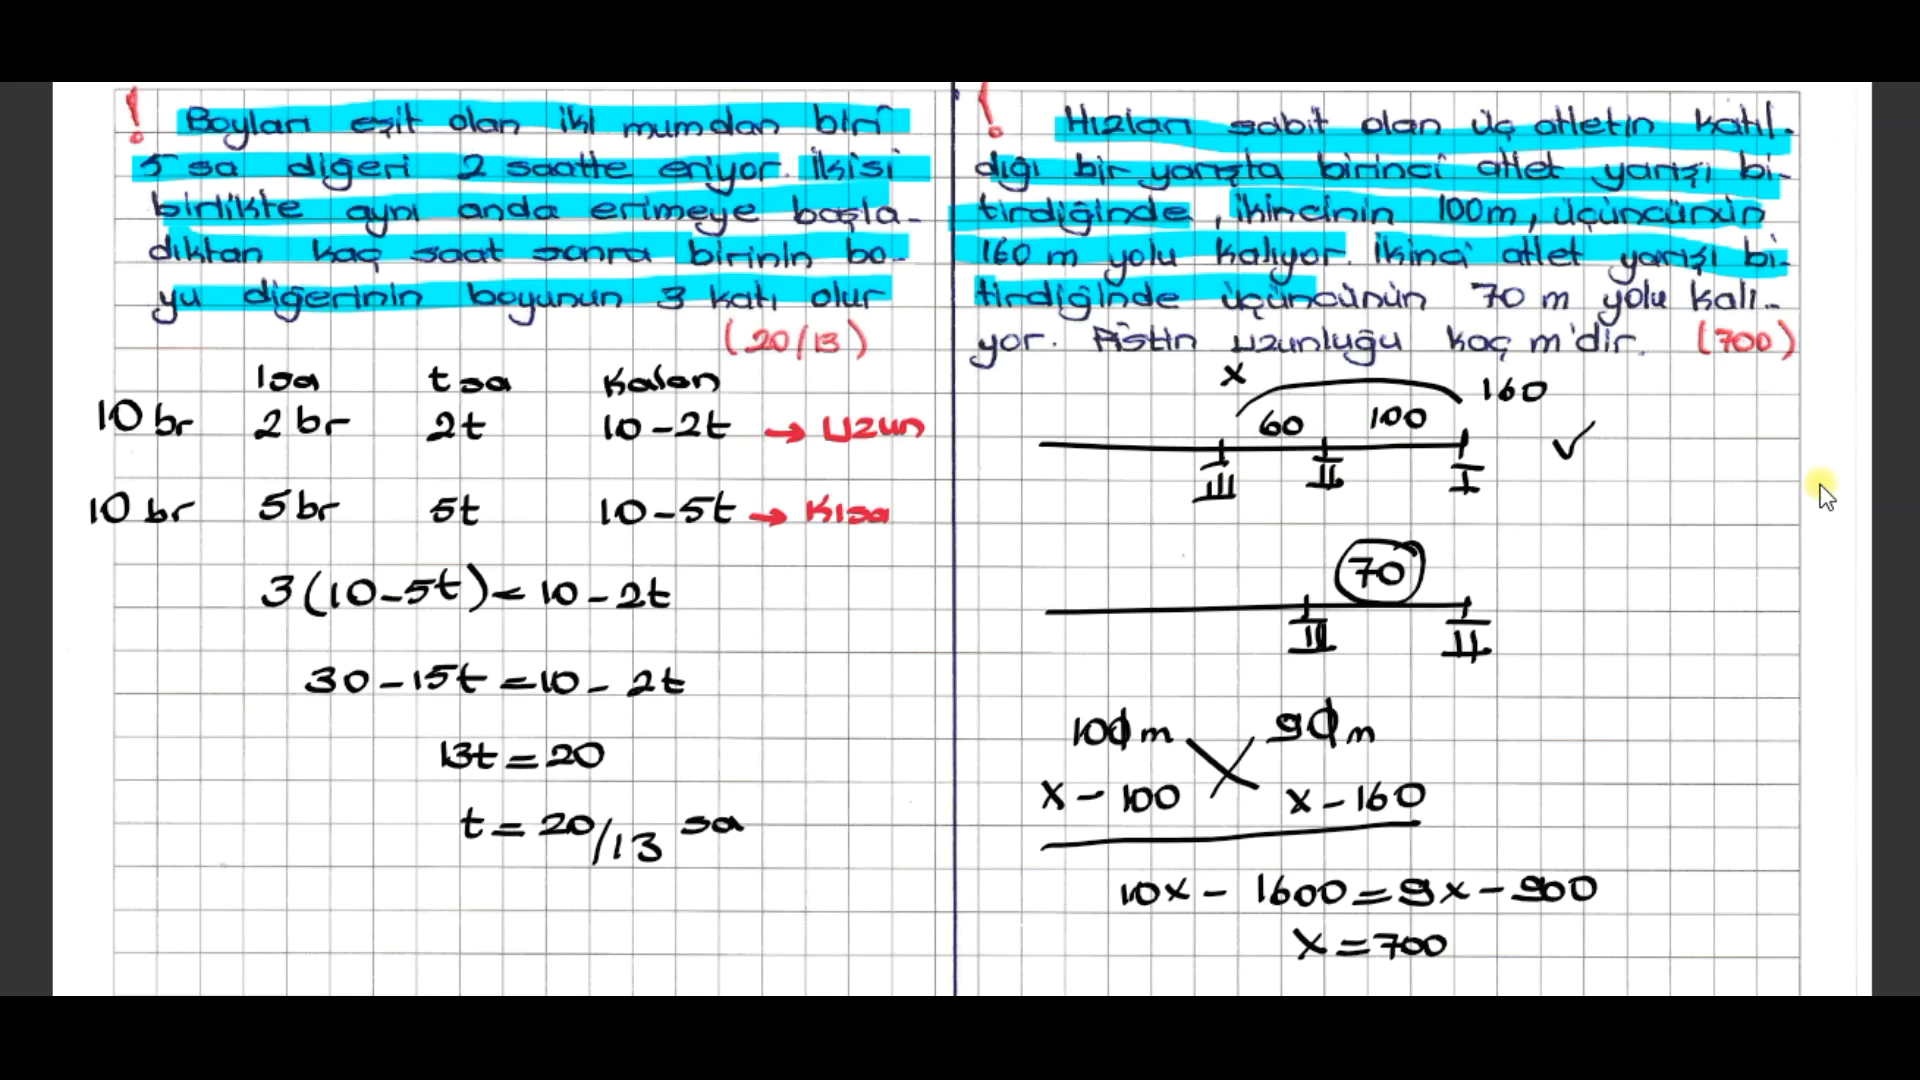 ! Boyları eşit olan iki mumdan biri
5 sa diğeri 2 saatte eriyor. İkisi
birlikte aynı anda erimeye başla-
dıktan kaç saat sonra birinin bo-
yu diğerinin boyunun 3 katı olur
(20/13)
1sa tsa Kalan
10 br 2 br 2t 10-2t → Uzun
10 br 5br 5t 10-5t → Kısa
3(10-5t) = 10-2t
30-15t = 10-2t
13t = 20
t = 20/13 sa
! Hızları sabit olan üç atletin katıl-
dığı bir yarışta birinci atlet yarışı bi-
tirdiğinde, ikincinin 100m, üçüncünün
160 m yolu kalıyor. İkinci atlet yarışı bi-
tirdiğinde üçüncünün 70 m yolu kalı-
yor. Pistin uzunluğu kaç m'dir. (700)
x 160
60 100
III II I ✓
70
III II
100m 90m
x-100 x-160
10x - 1600 = 9x - 900
x = 700